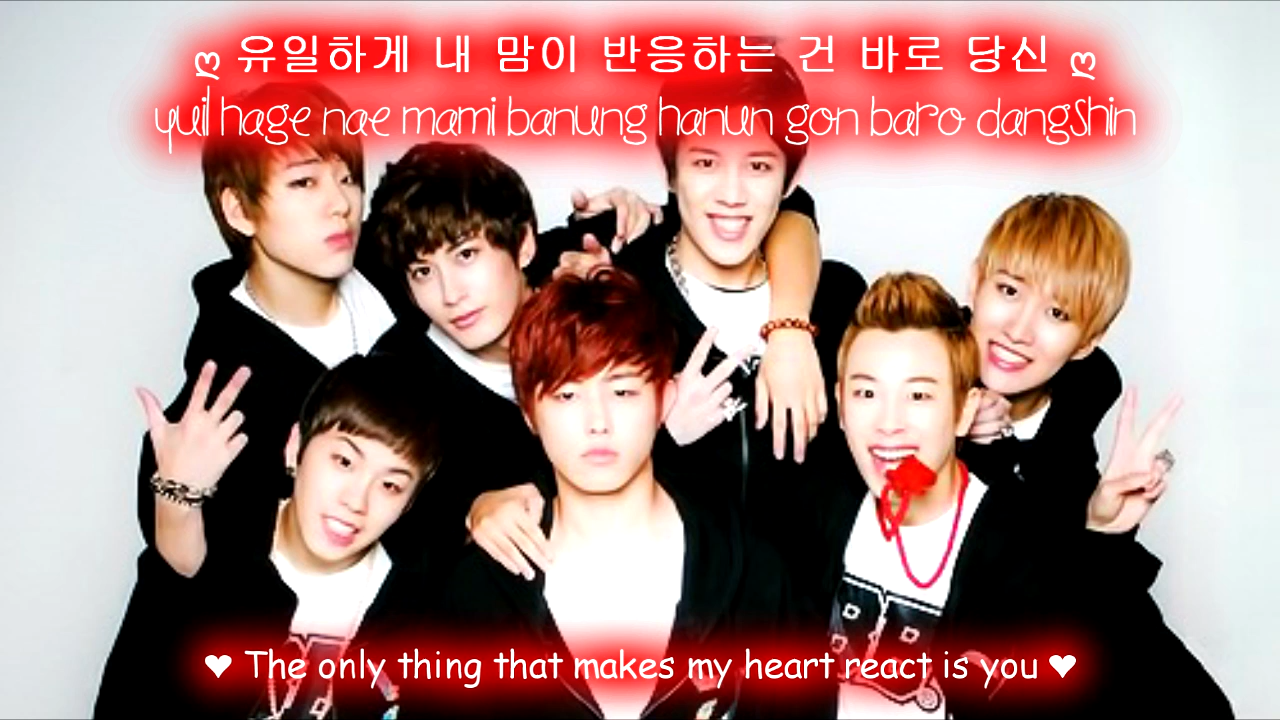 ღ 유일하게 내 맘이 반응하는 건 바로 당신 ღ
yuil hage nae mami banung hanun gon baro dangshin
❤ The only thing that makes my heart react is you ❤